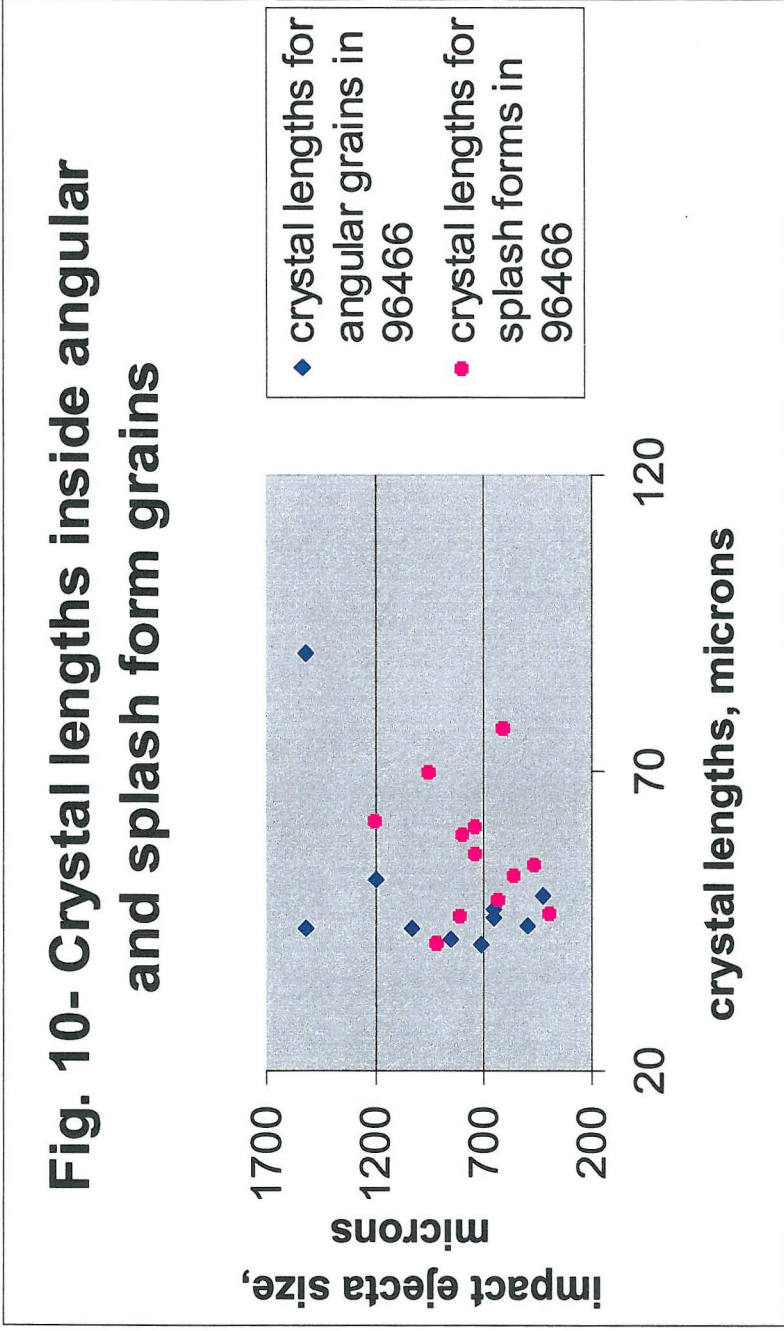 Fig. 10- Crystal lengths inside angular
and splash form grains
impact ejecta size,
microns
1700
1200
700
200
20
70
120
crystal lengths, microns
crystal lengths for
angular grains in
96466
crystal lengths for
splash forms in
96466